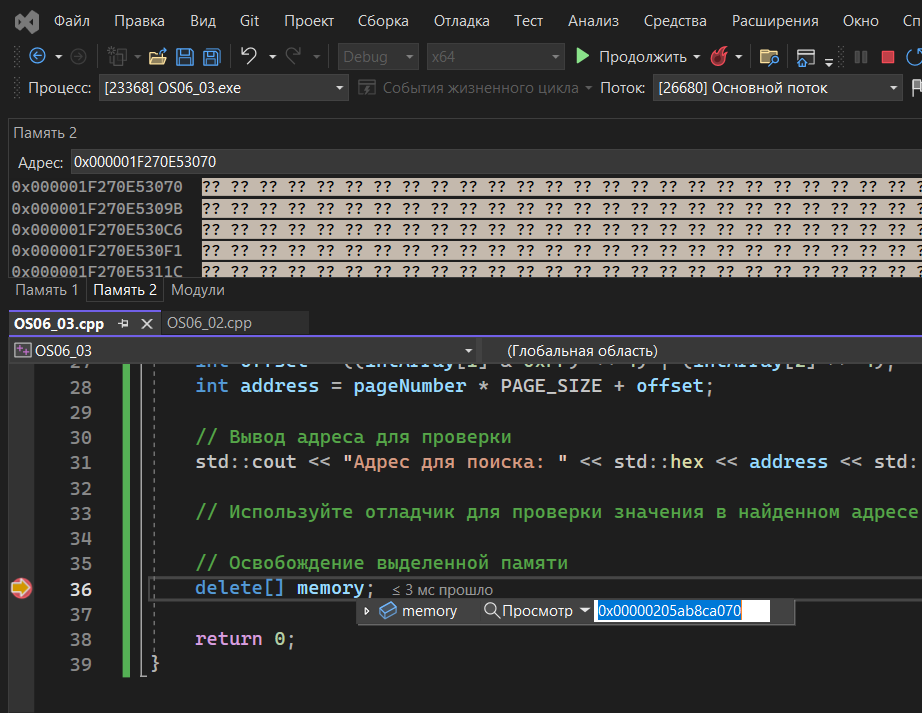 Файл Правка Вид Git Проект Сборка Отладка Тест Анализ Средства Расширения Окно Сп
Debug x64 Продолжить
Процесс: [23368] OS06_03.exe События жизненного цикла Поток: [26680] Основной поток
Память 2
Адрес: 0x000001F270E53070
0x000001F270E53070 ?? ?? ?? ?? ?? ?? ?? ?? ?? ?? ?? ?? ?? ?? ?? ?? ?? ?? ?? ?? ?? ?? ?? ?? ??
0x000001F270E5309B ?? ?? ?? ?? ?? ?? ?? ?? ?? ?? ?? ?? ?? ?? ?? ?? ?? ?? ?? ?? ?? ?? ?? ?? ??
0x000001F270E530C6 ?? ?? ?? ?? ?? ?? ?? ?? ?? ?? ?? ?? ?? ?? ?? ?? ?? ?? ?? ?? ?? ?? ?? ?? ??
0x000001F270E530F1 ?? ?? ?? ?? ?? ?? ?? ?? ?? ?? ?? ?? ?? ?? ?? ?? ?? ?? ?? ?? ?? ?? ?? ?? ??
0x000001F270E5311C ?? ?? ?? ?? ?? ?? ?? ?? ?? ?? ?? ?? ?? ?? ?? ?? ?? ?? ?? ?? ?? ?? ?? ?? ??
Память 1 Память 2 Модули
OS06_03.cpp OS06_02.cpp
OS06_03 (Глобальная область)
28 int address = pageNumber * PAGE_SIZE + offset;
29
30 // Вывод адреса для проверки
31 std::cout << "Адрес для поиска: " << std::hex << address << std:
32
33 // Используйте отладчик для проверки значения в найденном адресе
34
35 // Освобождение выделенной памяти
36 delete[] memory; ≤ 3 мс прошло
memory Просмотр 0x00000205ab8ca070
37
38 return 0;
39 }